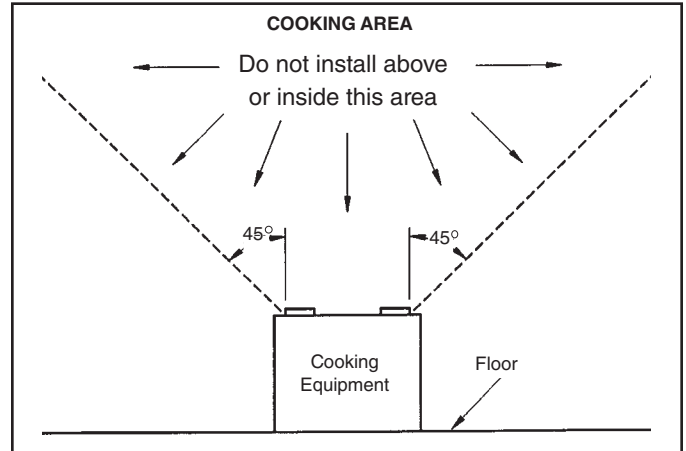 COOKING AREA
Do not install above
or inside this area
45° 45°
Cooking
Equipment
Floor